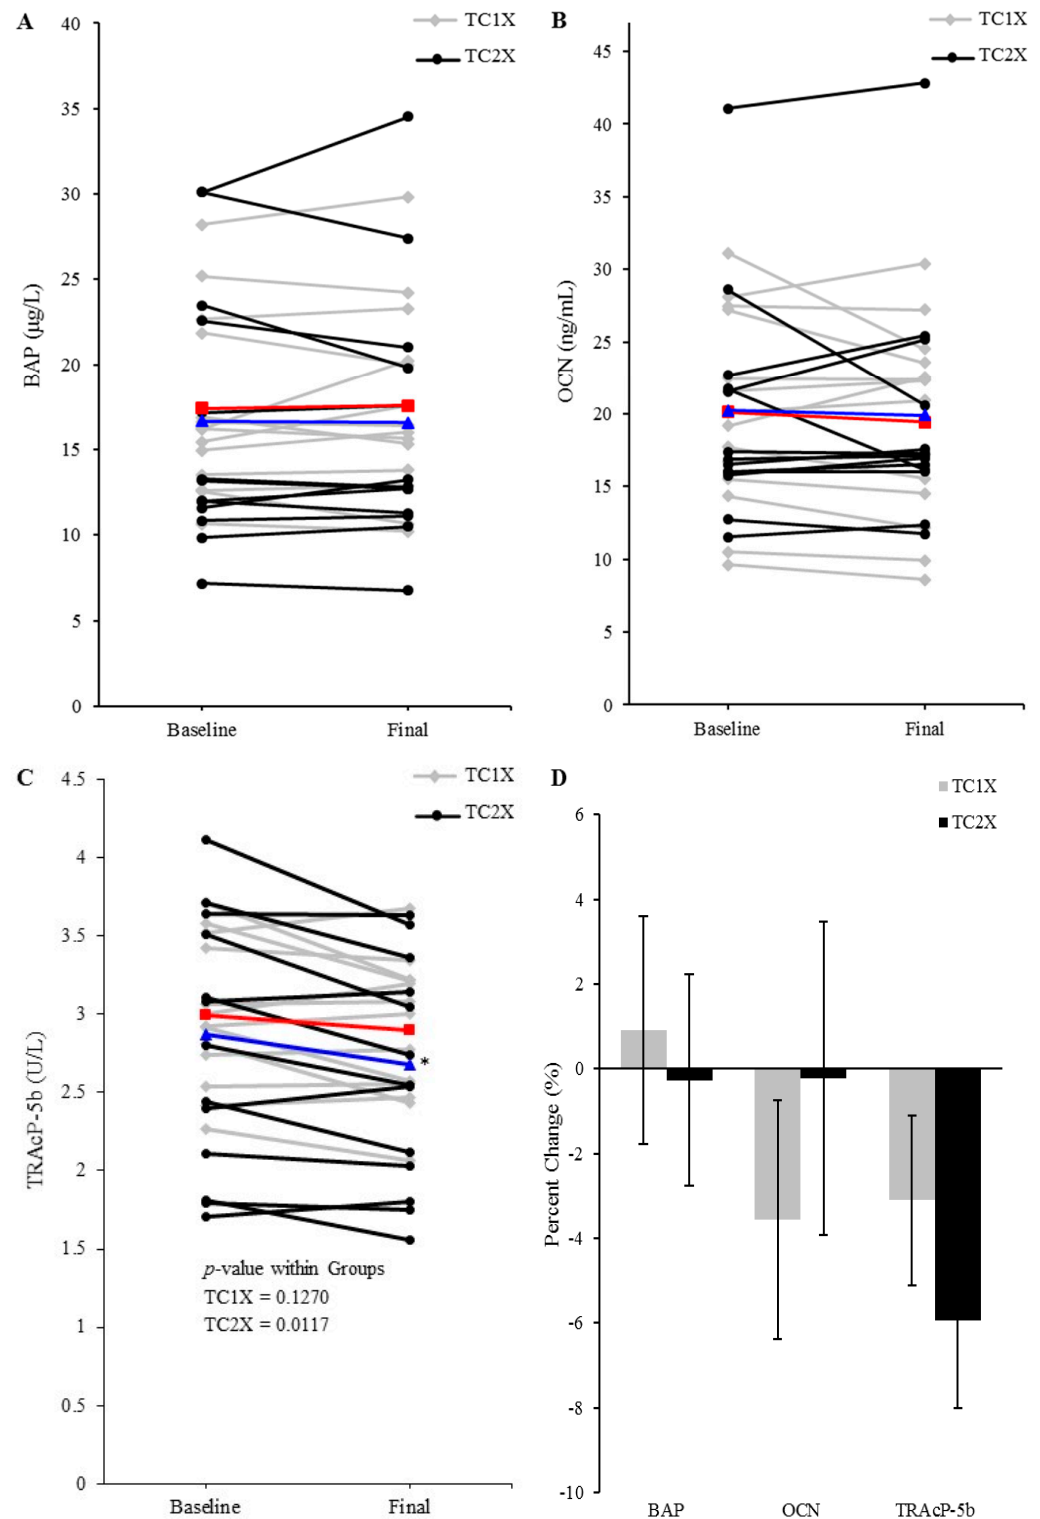 A
TC1X
TC2X
40
35
30
25
20
15
10
5
0
BAP (µg/L)
Baseline
Final
B
TC1X
TC2X
45
40
35
30
25
20
15
10
5
0
OCN (ng/mL)
Baseline
Final
C
TC1X
TC2X
4.5
4
3.5
3
2.5
2
1.5
1
0.5
0
TRAcP-5b (U/L)
*
p-value within Groups
TC1X = 0.1270
TC2X = 0.0117
Baseline
Final
D
TC1X
TC2X
6
4
2
0
-2
-4
-6
-8
-10
Percent Change (%)
BAP
OCN
TRAcP-5b